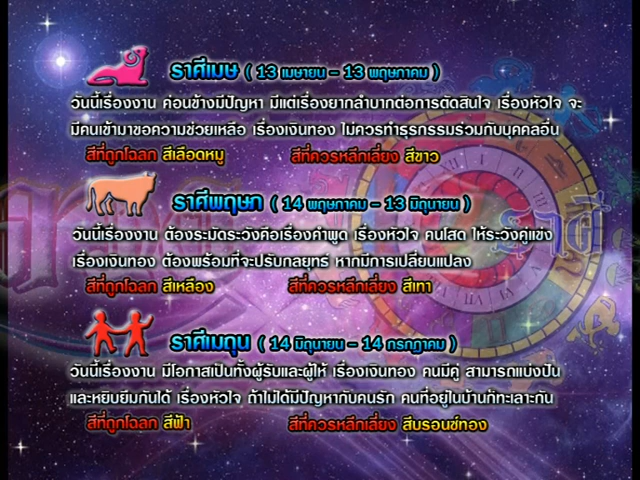 ราศีเมษ ( 13 เมษายน - 13 พฤษภาคม )
วันนี้เรื่องงาน ค่อนข้างมีปัญหา มีแต่เรื่องยากลำบากต่อการตัดสินใจ เรื่องหัวใจ จะ
มีคนเข้ามาขอความช่วยเหลือ เรื่องเงินทอง ไม่ควรทำธุรกรรมร่วมกับบุคคลอื่น
สีที่ถูกโฉลก สีเลือดหมู สีที่ควรหลีกเลี่ยง สีขาว
ราศีพฤษภ ( 14 พฤษภาคม - 13 มิถุนายน )
วันนี้เรื่องงาน ต้องระมัดระวังคือเรื่องคำพูด เรื่องหัวใจ คนโสด ให้ระวังคู่แข่ง
เรื่องเงินทอง ต้องพร้อมที่จะปรับกลยุทธ์ หากมีการเปลี่ยนแปลง
สีที่ถูกโฉลก สีเหลือง สีที่ควรหลีกเลี่ยง สีเทา
ราศีเมถุน ( 14 มิถุนายน - 14 กรกฎาคม )
วันนี้เรื่องงาน มีโอกาสเป็นทั้งผู้รับและผู้ให้ เรื่องเงินทอง คนมีคู่ สามารถแบ่งปัน
และหยิบยืมกันได้ เรื่องหัวใจ ถ้าไม่ได้มีปัญหากับคนรัก คนที่อยู่ในบ้านก็ทะเลาะกัน
สีที่ถูกโฉลก สีฟ้า สีที่ควรหลีกเลี่ยง สีบรอนซ์ทอง